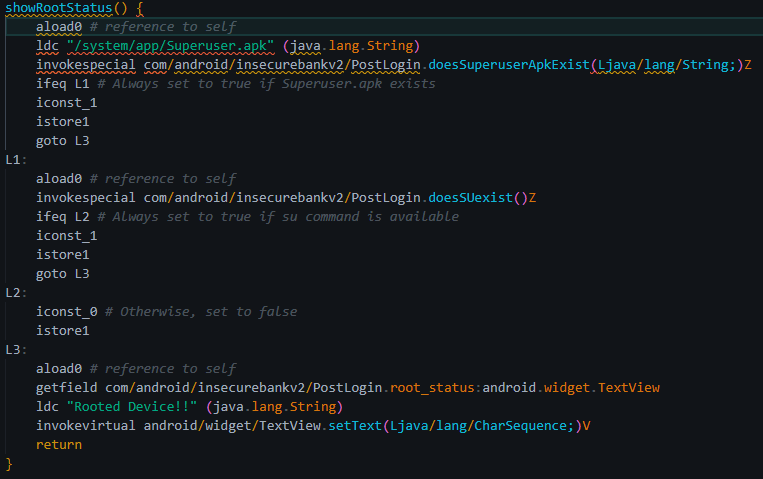 showRootStatus() {
    aload0 # reference to self
    ldc "/system/app/Superuser.apk" (java.lang.String)
    invokespecial com/android/insecurebankv2/PostLogin.doesSuperuserApkExist(Ljava/lang/String;)Z
    ifeq L1 # Always set to true if Superuser.apk exists
    iconst_1
    istore1
    goto L3
L1:
    aload0 # reference to self
    invokespecial com/android/insecurebankv2/PostLogin.doesSUexist()Z
    ifeq L2 # Always set to true if su command is available
    iconst_1
    istore1
    goto L3
L2:
    iconst_0 # Otherwise, set to false
    istore1
L3:
    aload0 # reference to self
    getfield com/android/insecurebankv2/PostLogin.root_status:android.widget.TextView
    ldc "Rooted Device!!" (java.lang.String)
    invokevirtual android/widget/TextView.setText(Ljava/lang/CharSequence;)V
    return
}